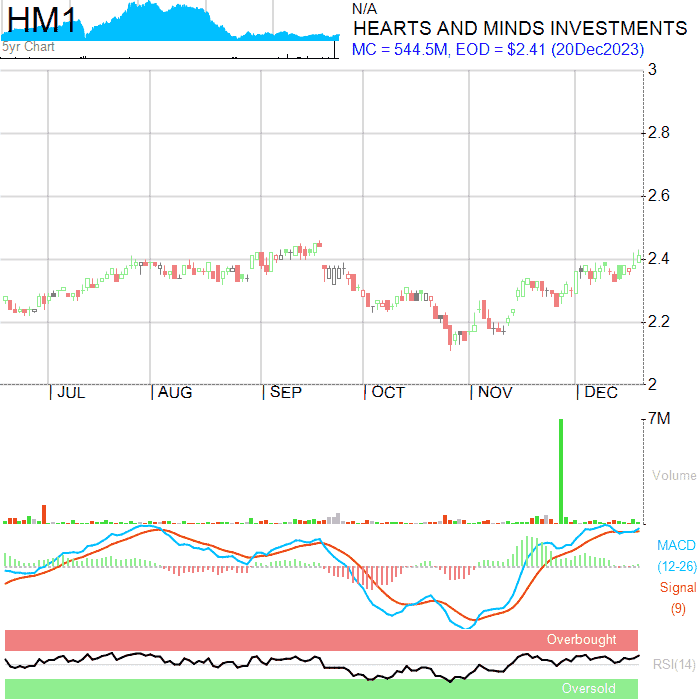 HM1
5yr Chart
N/A
HEARTS AND MINDS INVESTMENTS
MC = 544.5M, EOD = $2.41 (20Dec2023)
3
2.8
2.6
2.4
2.2
2
JUL AUG SEP OCT NOV DEC
7M
Volume
MACD
(12-26)
Signal
(9)
Overbought
RSI(14)
Oversold